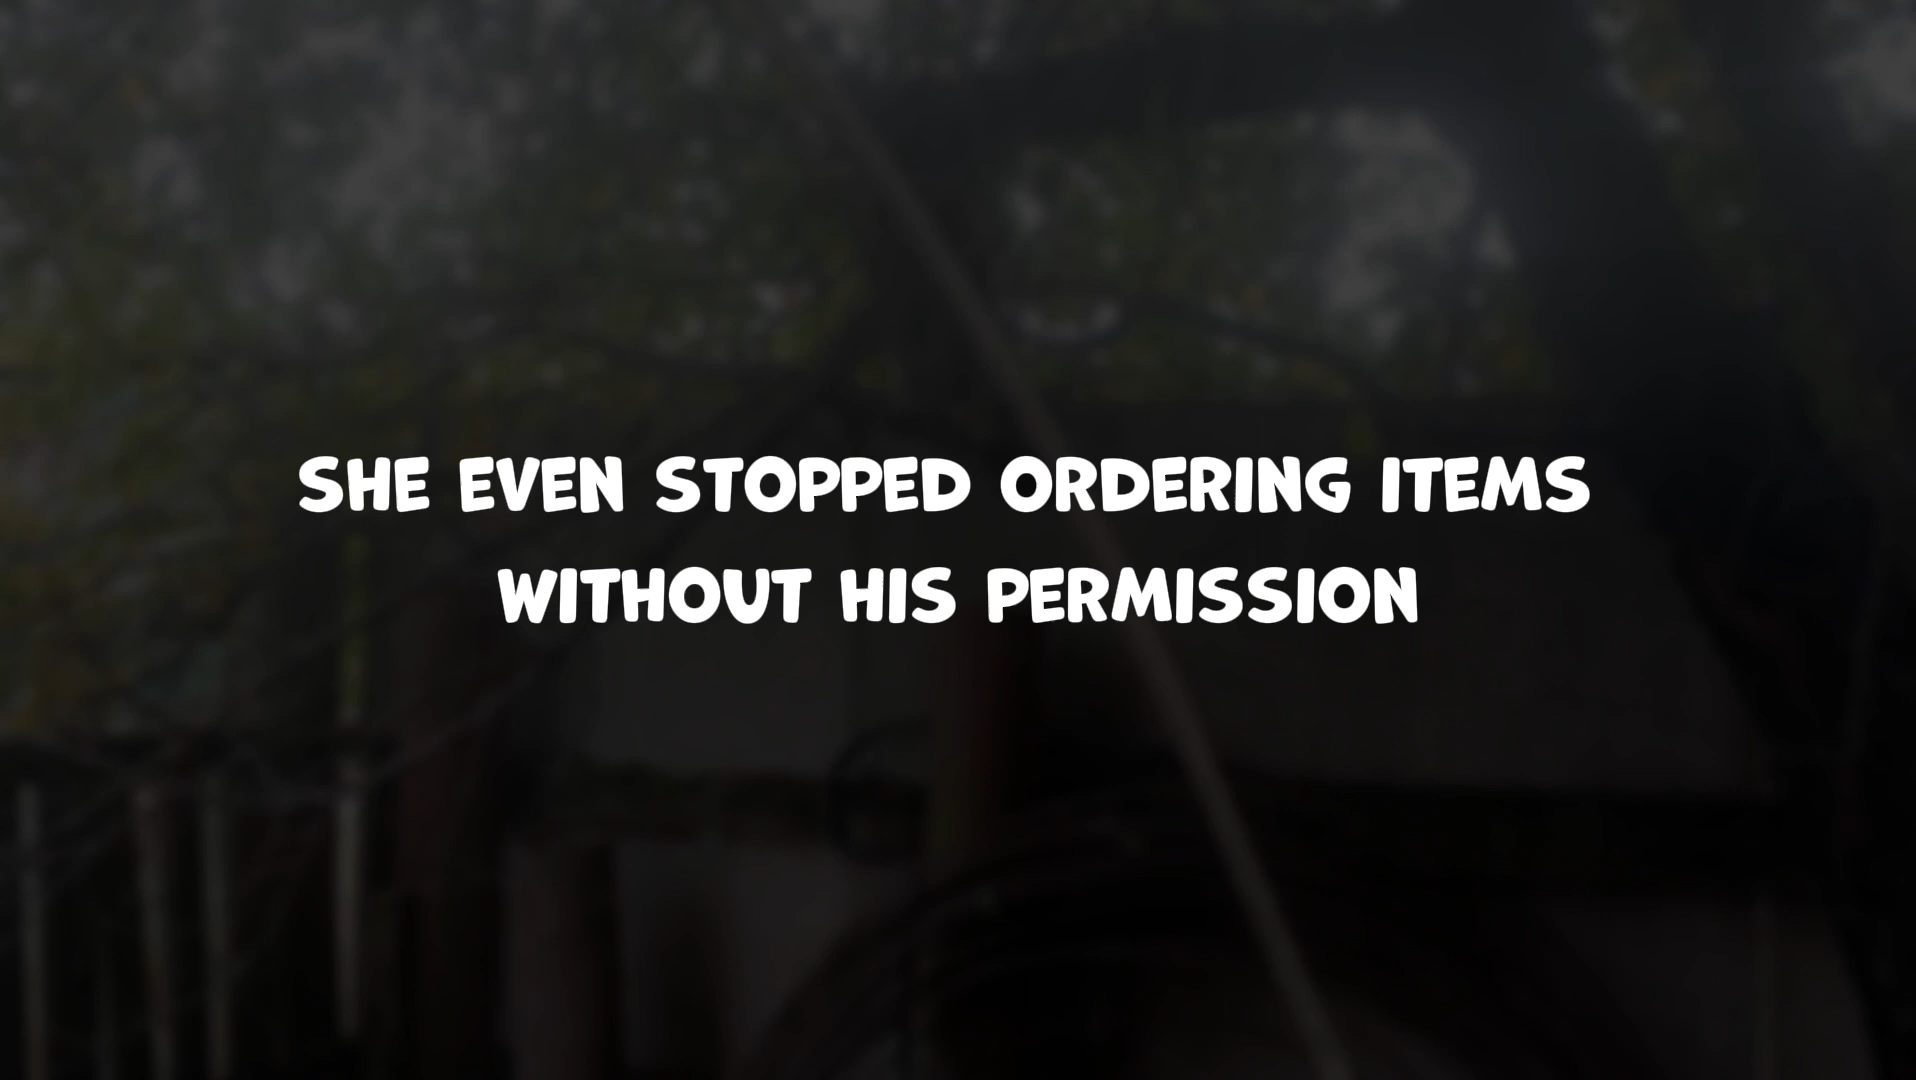 SHE EVEN STOPPED ORDERING ITEMS
WITHOUT HIS PERMISSION